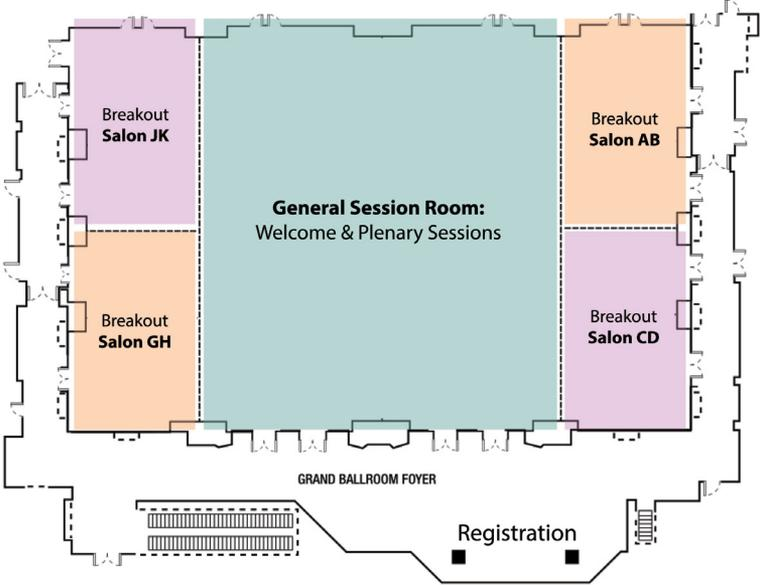 Breakout
Salon JK
Breakout
Salon AB
General Session Room:
Welcome & Plenary Sessions
Breakout
Salon GH
Breakout
Salon CD
GRAND BALLROOM FOYER
Registration